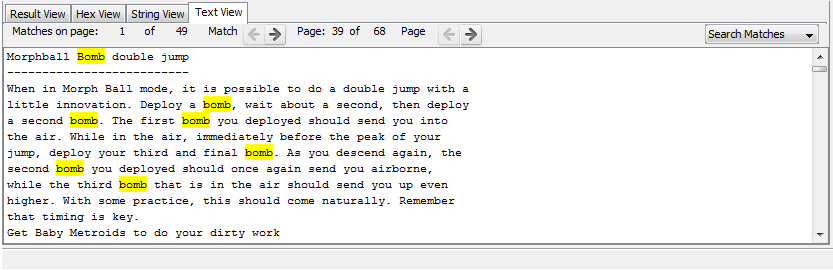 Result View Hex View String View Text View
Matches on page: 1 of 49 Match Page: 39 of 68 Page Search Matches
Morphball Bomb double jump
--------------------------
When in Morph Ball mode, it is possible to do a double jump with a
little innovation. Deploy a bomb, wait about a second, then deploy
a second bomb. The first bomb you deployed should send you into
the air. While in the air, immediately before the peak of your
jump, deploy your third and final bomb. As you descend again, the
second bomb you deployed should once again send you airborne,
while the third bomb that is in the air should send you up even
higher. With some practice, this should come naturally. Remember
that timing is key.
Get Baby Metroids to do your dirty work